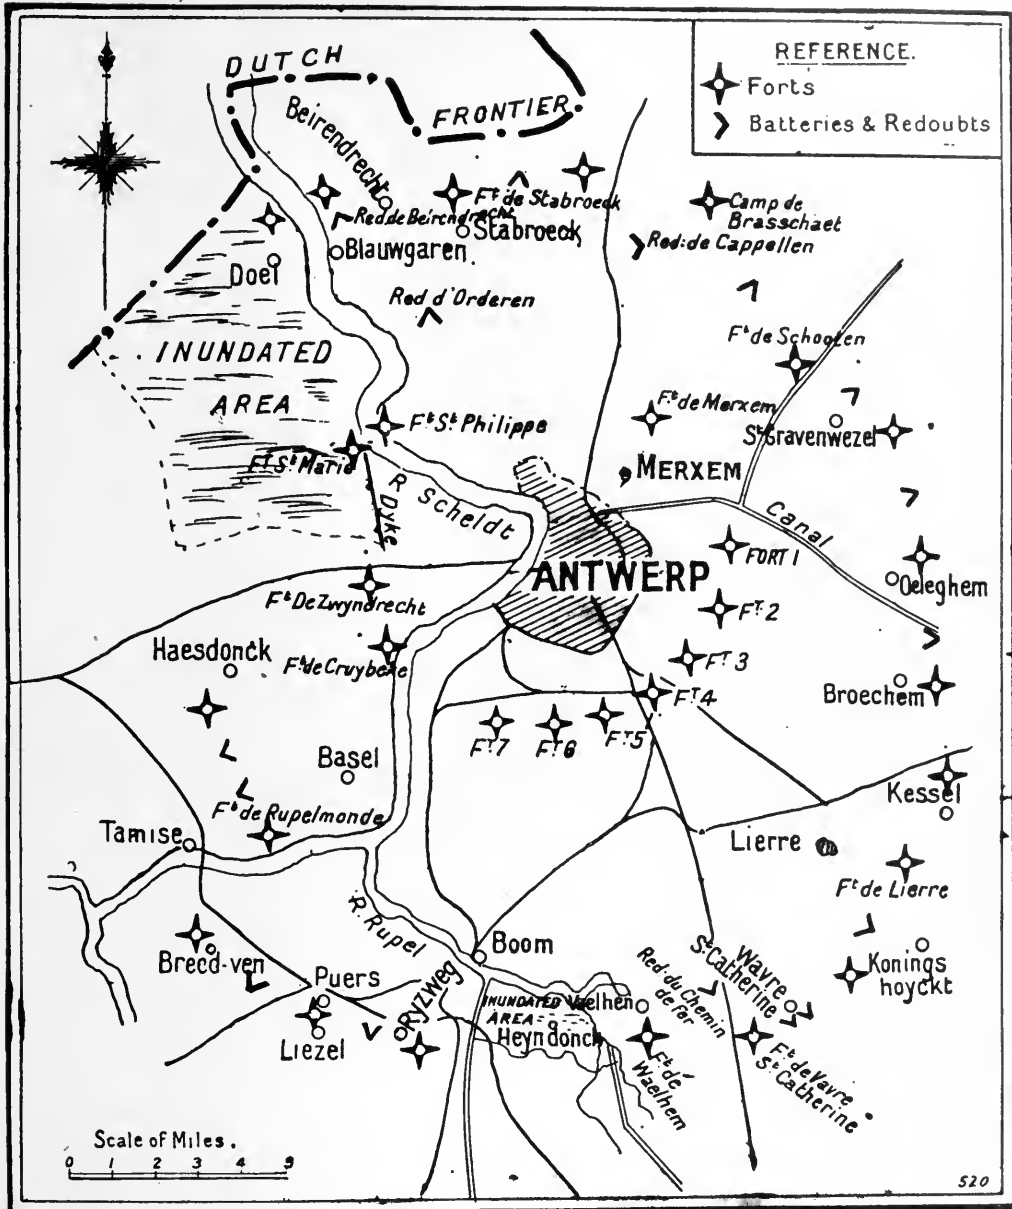 REFERENCE.
Forts
Batteries & Redoubts
DUTCH
FRONTIER
Beirendrecht
Red. de Beirendrecht
Ft. de Stabroeck
Stabroeck
Camp de
Brasschaet
Red: de Cappellen
Blauwgaren.
Doel
Red d'Orderen
INUNDATED
AREA
Ft. de Schooten
Ft. de Merxem
St Gravenwezel
Ft. St. Philippe
Ft. St. Marie
MERXEM
R Scheldt
Dyke
Canal
FORT 1
ANTWERP
Oeleghem
Ft. De Zwyndrecht
FT. 2
Haesdonck
Ft. de Cruybeke
FT. 3
Broechem
FT. 4
FT. 7
FT. 6
FT. 5
Basel
Kessel
Ft. de Rupelmonde
Tamise
Lierre
Ft. de Lierre
R. Rupel
Boom
Wavre
St. Catherine
Konings
hoyckt
Brecd-ven
Puers
Ryzweg
INUNDATED
AREA
Vaelhen
Red. du Chemin
de fer
Heyndonck
Liezel
Ft. de
Waelhem
Ft. de Vavre
St. Catherine
Scale of Miles.
0 1 2 3 4 5
520